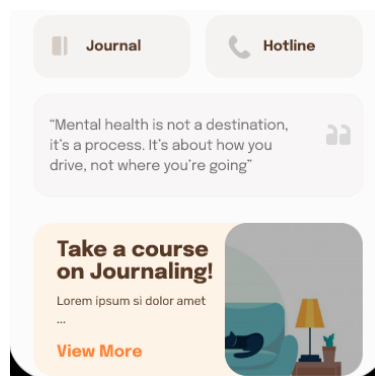 Journal
Hotline
“Mental health is not a destination,
it’s a process. It’s about how you
drive, not where you’re going”
Take a course
on Journaling!
Lorem ipsum si dolor amet
...
View More